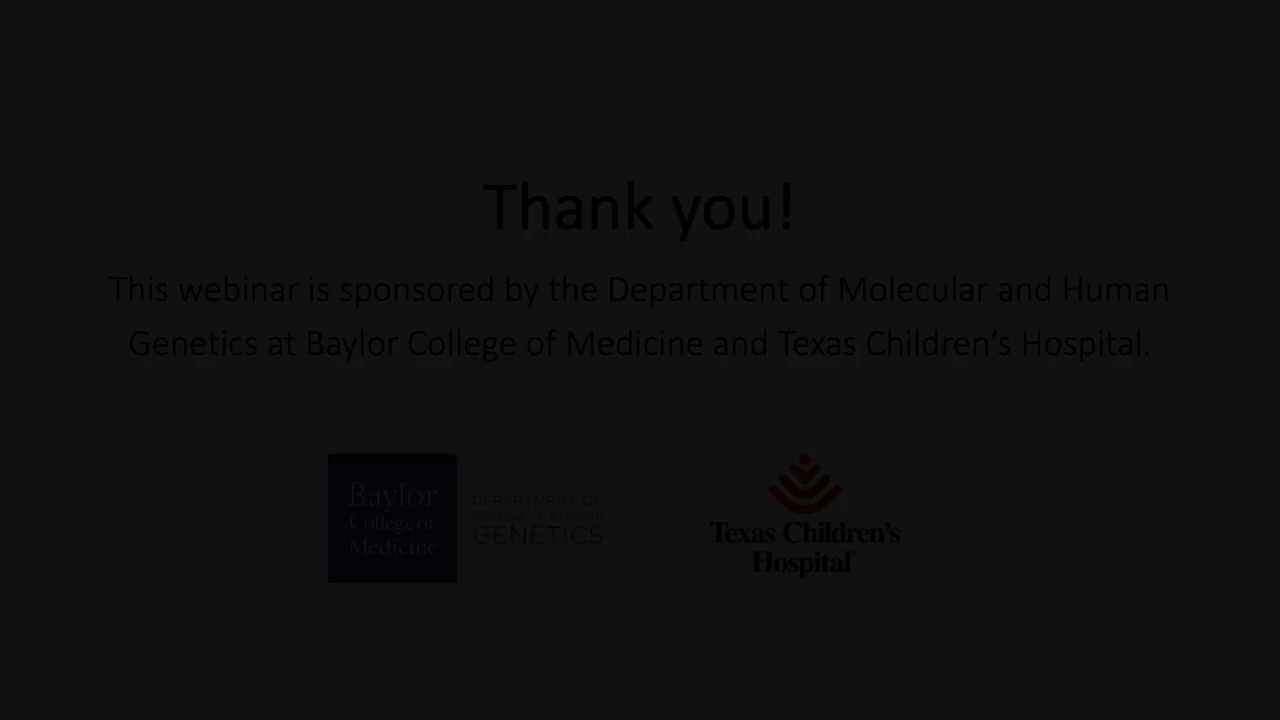 Thank you!
This webinar is sponsored by the Department of Molecular and Human
Genetics at Baylor College of Medicine and Texas Children’s Hospital.
Baylor
College of
Medicine
DEPARTMENT OF
GENETICS
Texas Children's
Hospital